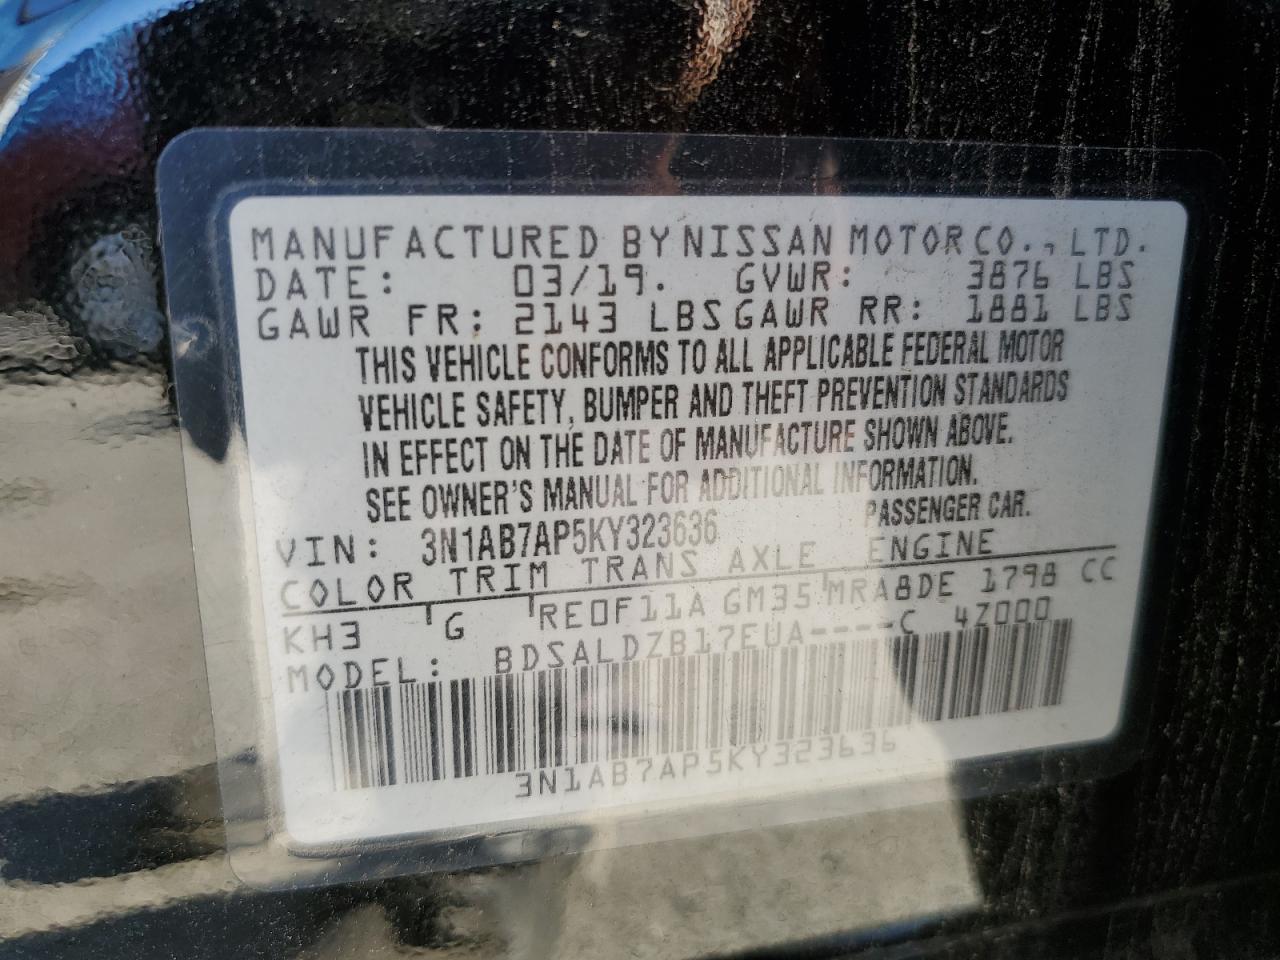 MANUFACTURED BY NISSAN MOTOR CO., LTD.
DATE: 03/19. GVWR: 3876 LBS
GAWR FR: 2143 LBS GAWR RR: 1881 LBS
THIS VEHICLE CONFORMS TO ALL APPLICABLE FEDERAL MOTOR
VEHICLE SAFETY, BUMPER AND THEFT PREVENTION STANDARDS
IN EFFECT ON THE DATE OF MANUFACTURE SHOWN ABOVE.
SEE OWNER'S MANUAL FOR ADDITIONAL INFORMATION.
VIN: 3N1AB7AP5KY323636 PASSENGER CAR.
COLOR TRIM TRANS AXLE ENGINE
KH3 G RE0F11A GM35 MRA8DE 1798 CC
MODEL: BDSALDZB17EUA----C 4Z000
3N1AB7AP5KY323636